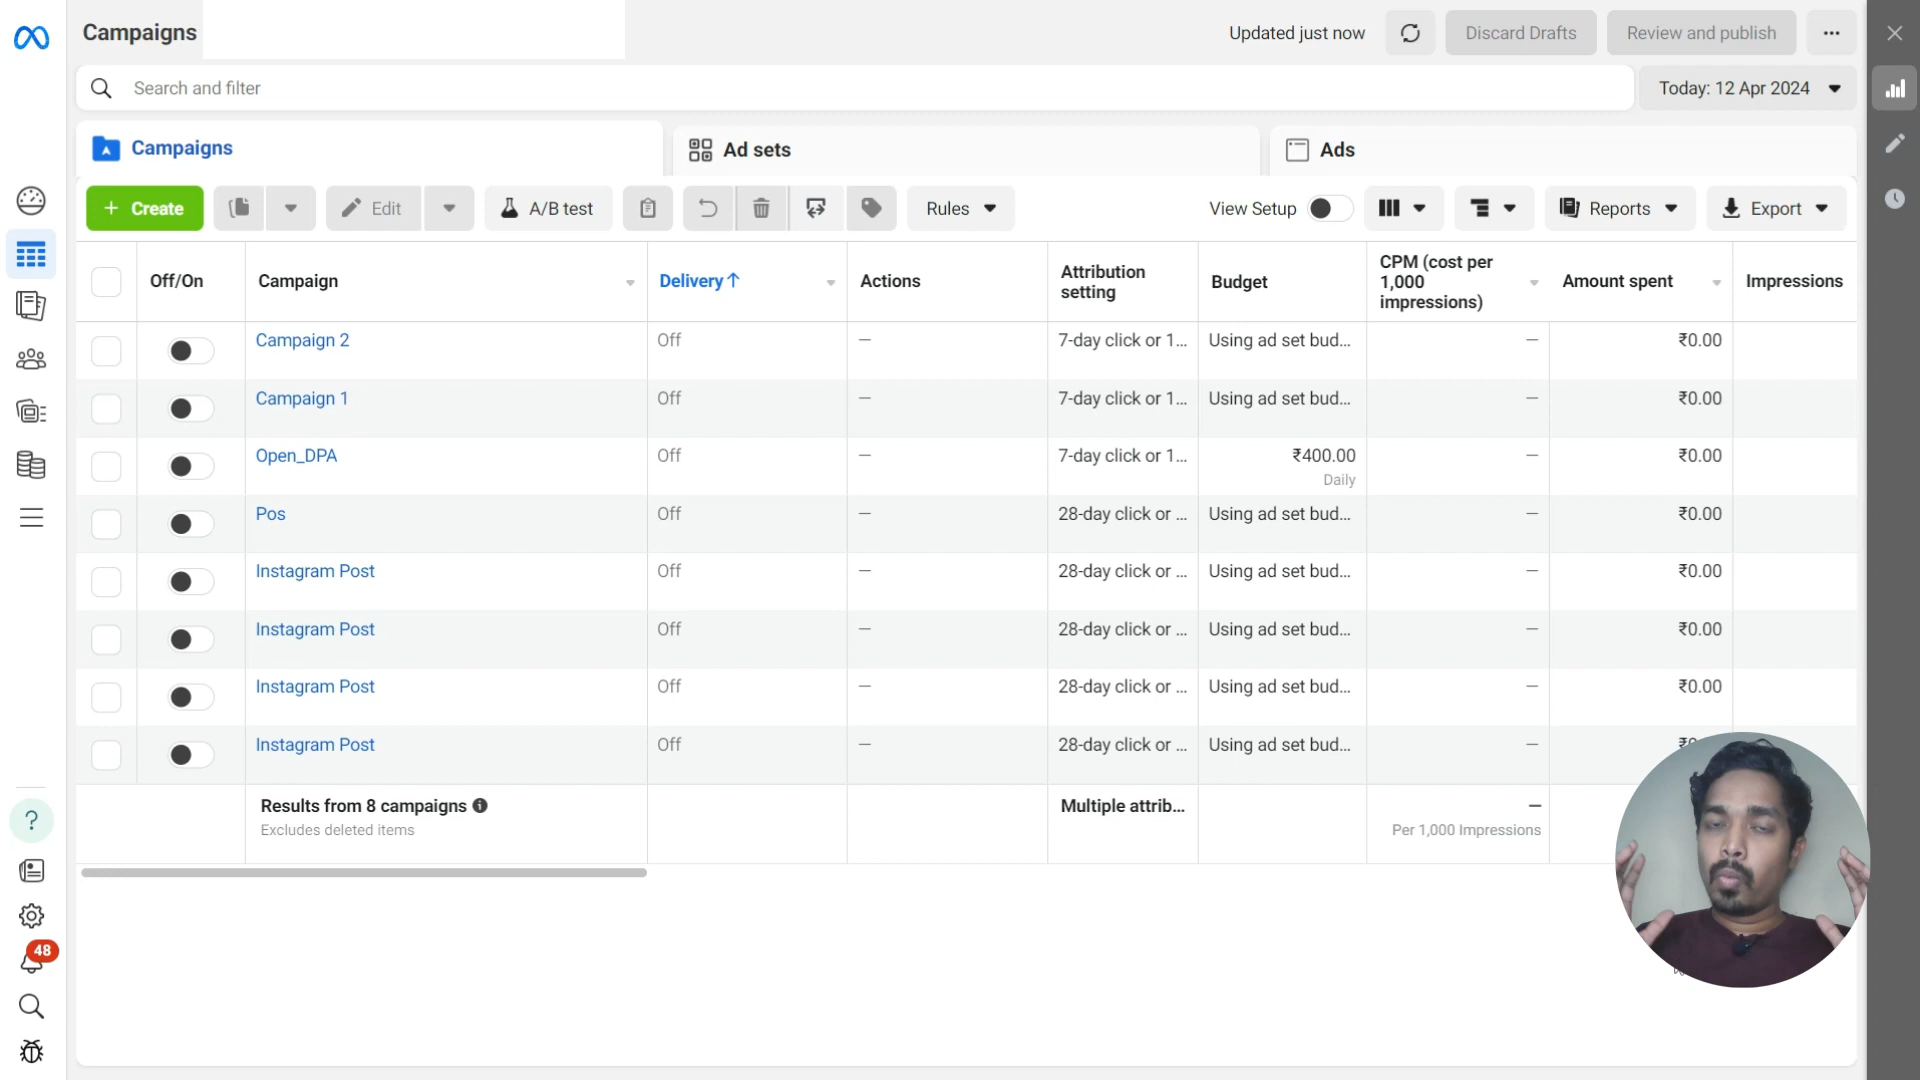 Campaigns
Updated just now
Discard Drafts
Review and publish
Search and filter
Today: 12 Apr 2024
Campaigns
Ad sets
Ads
+ Create
Edit
A/B test
Rules
View Setup
Reports
Export
Off/On
Campaign
Delivery↑
Actions
Attribution
setting
Budget
CPM (cost per
1,000
impressions)
Amount spent
Impressions
Campaign 2
Off
—
7-day click or 1...
Using ad set bud...
—
₹0.00
Campaign 1
Off
—
7-day click or 1...
Using ad set bud...
—
₹0.00
Open_DPA
Off
—
7-day click or 1...
₹400.00
Daily
—
₹0.00
Pos
Off
—
28-day click or ...
Using ad set bud...
—
₹0.00
Instagram Post
Off
—
28-day click or ...
Using ad set bud...
—
₹0.00
Instagram Post
Off
—
28-day click or ...
Using ad set bud...
—
₹0.00
Instagram Post
Off
—
28-day click or ...
Using ad set bud...
—
₹0.00
Instagram Post
Off
—
28-day click or ...
Using ad set bud...
—
Results from 8 campaigns
Excludes deleted items
Multiple attrib...
—
Per 1,000 Impressions
?
48